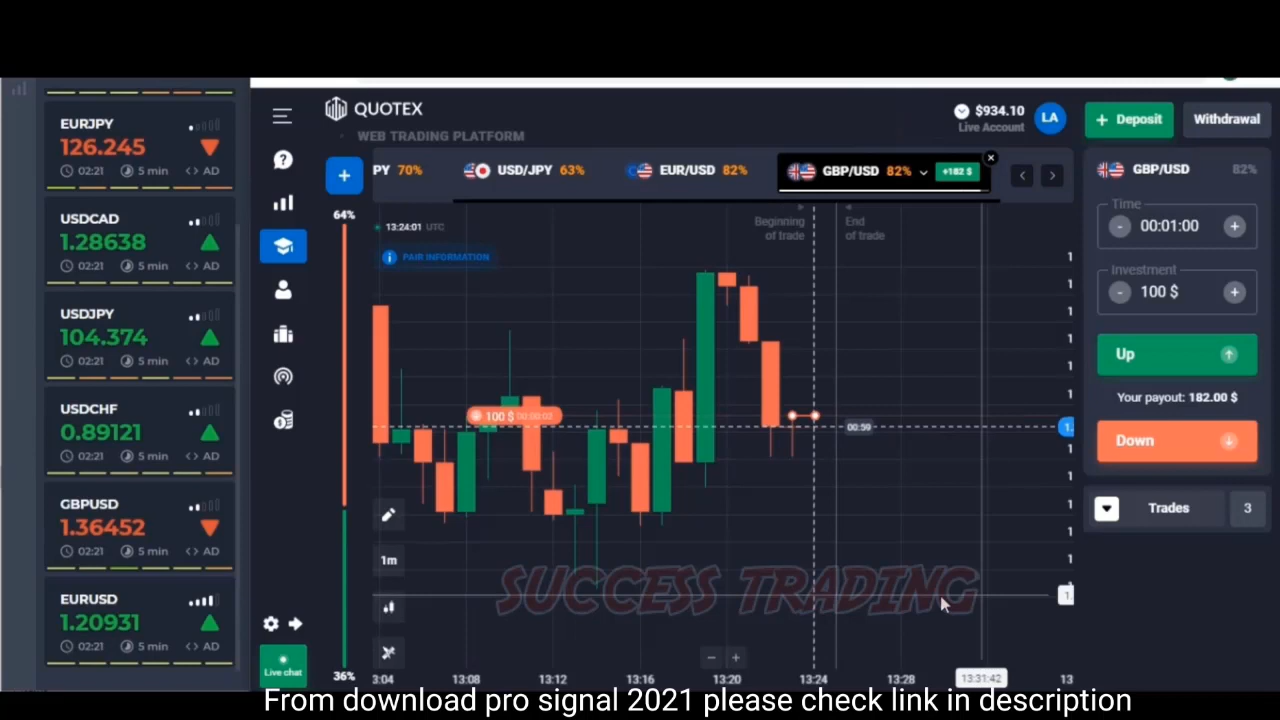 EURJPY
126.245
02:21 5 min <> AD
USDCAD
1.28638
02:21 5 min <> AD
USDJPY
104.374
02:21 5 min <> AD
USDCHF
0.89121
02:21 5 min <> AD
GBPUSD
1.36452
02:21 5 min <> AD
EURUSD
1.20931
02:21 5 min <> AD
QUOTEX
WEB TRADING PLATFORM
$934.10
Live Account
LA
+ Deposit
Withdrawal
+
PY 70%
USD/JPY 63%
EUR/USD 82%
GBP/USD 82% +182 $
64%
13:24:01 UTC
PAIR INFORMATION
Beginning
of trade
End
of trade
100 $
00:59
1m
SUCCESS TRADING
36%
Live chat
3:04 13:08 13:12 13:16 13:20 13:24 13:28 13:31:42 13
GBP/USD 82%
Time
- 00:01:00 +
Investment
- 100 $ +
Up
Your payout: 182.00 $
Down
Trades 3
From download pro signal 2021 please check link in description